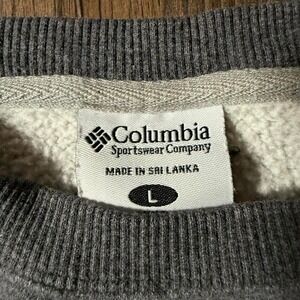 Columbia
Sportswear Company
MADE IN SRI LANKA
L